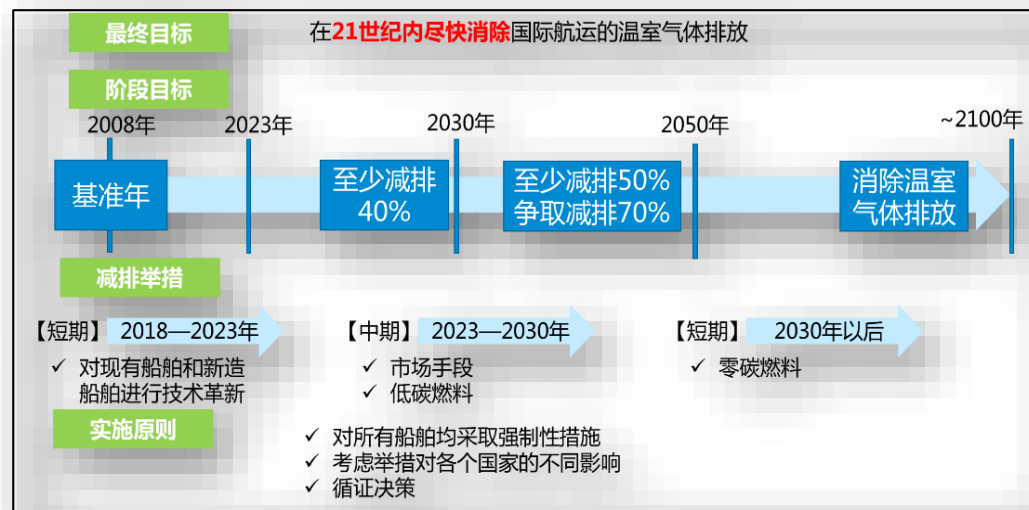 最终目标
在21世纪内尽快消除国际航运的温室气体排放
阶段目标
2008年
2023年
2030年
2050年
~2100年
基准年
至少减排
40%
至少减排50%
争取减排70%
消除温室
气体排放
减排举措
【短期】 2018—2023年
✓ 对现有船舶和新造
船舶进行技术革新
【中期】 2023—2030年
✓ 市场手段
✓ 低碳燃料
【短期】 2030年以后
✓ 零碳燃料
实施原则
✓ 对所有船舶均采取强制性措施
✓ 考虑举措对各个国家的不同影响
✓ 循证决策